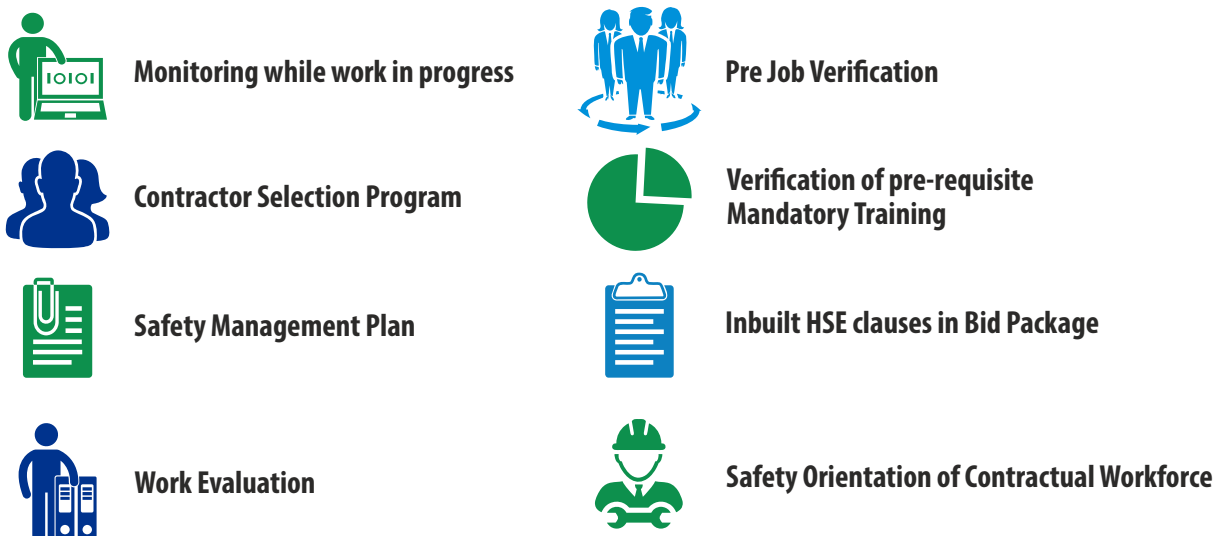 IOIOI
Monitoring while work in progress
Pre Job Verification
Contractor Selection Program
Verification of pre-requisite
Mandatory Training
Safety Management Plan
Inbuilt HSE clauses in Bid Package
Work Evaluation
Safety Orientation of Contractual Workforce